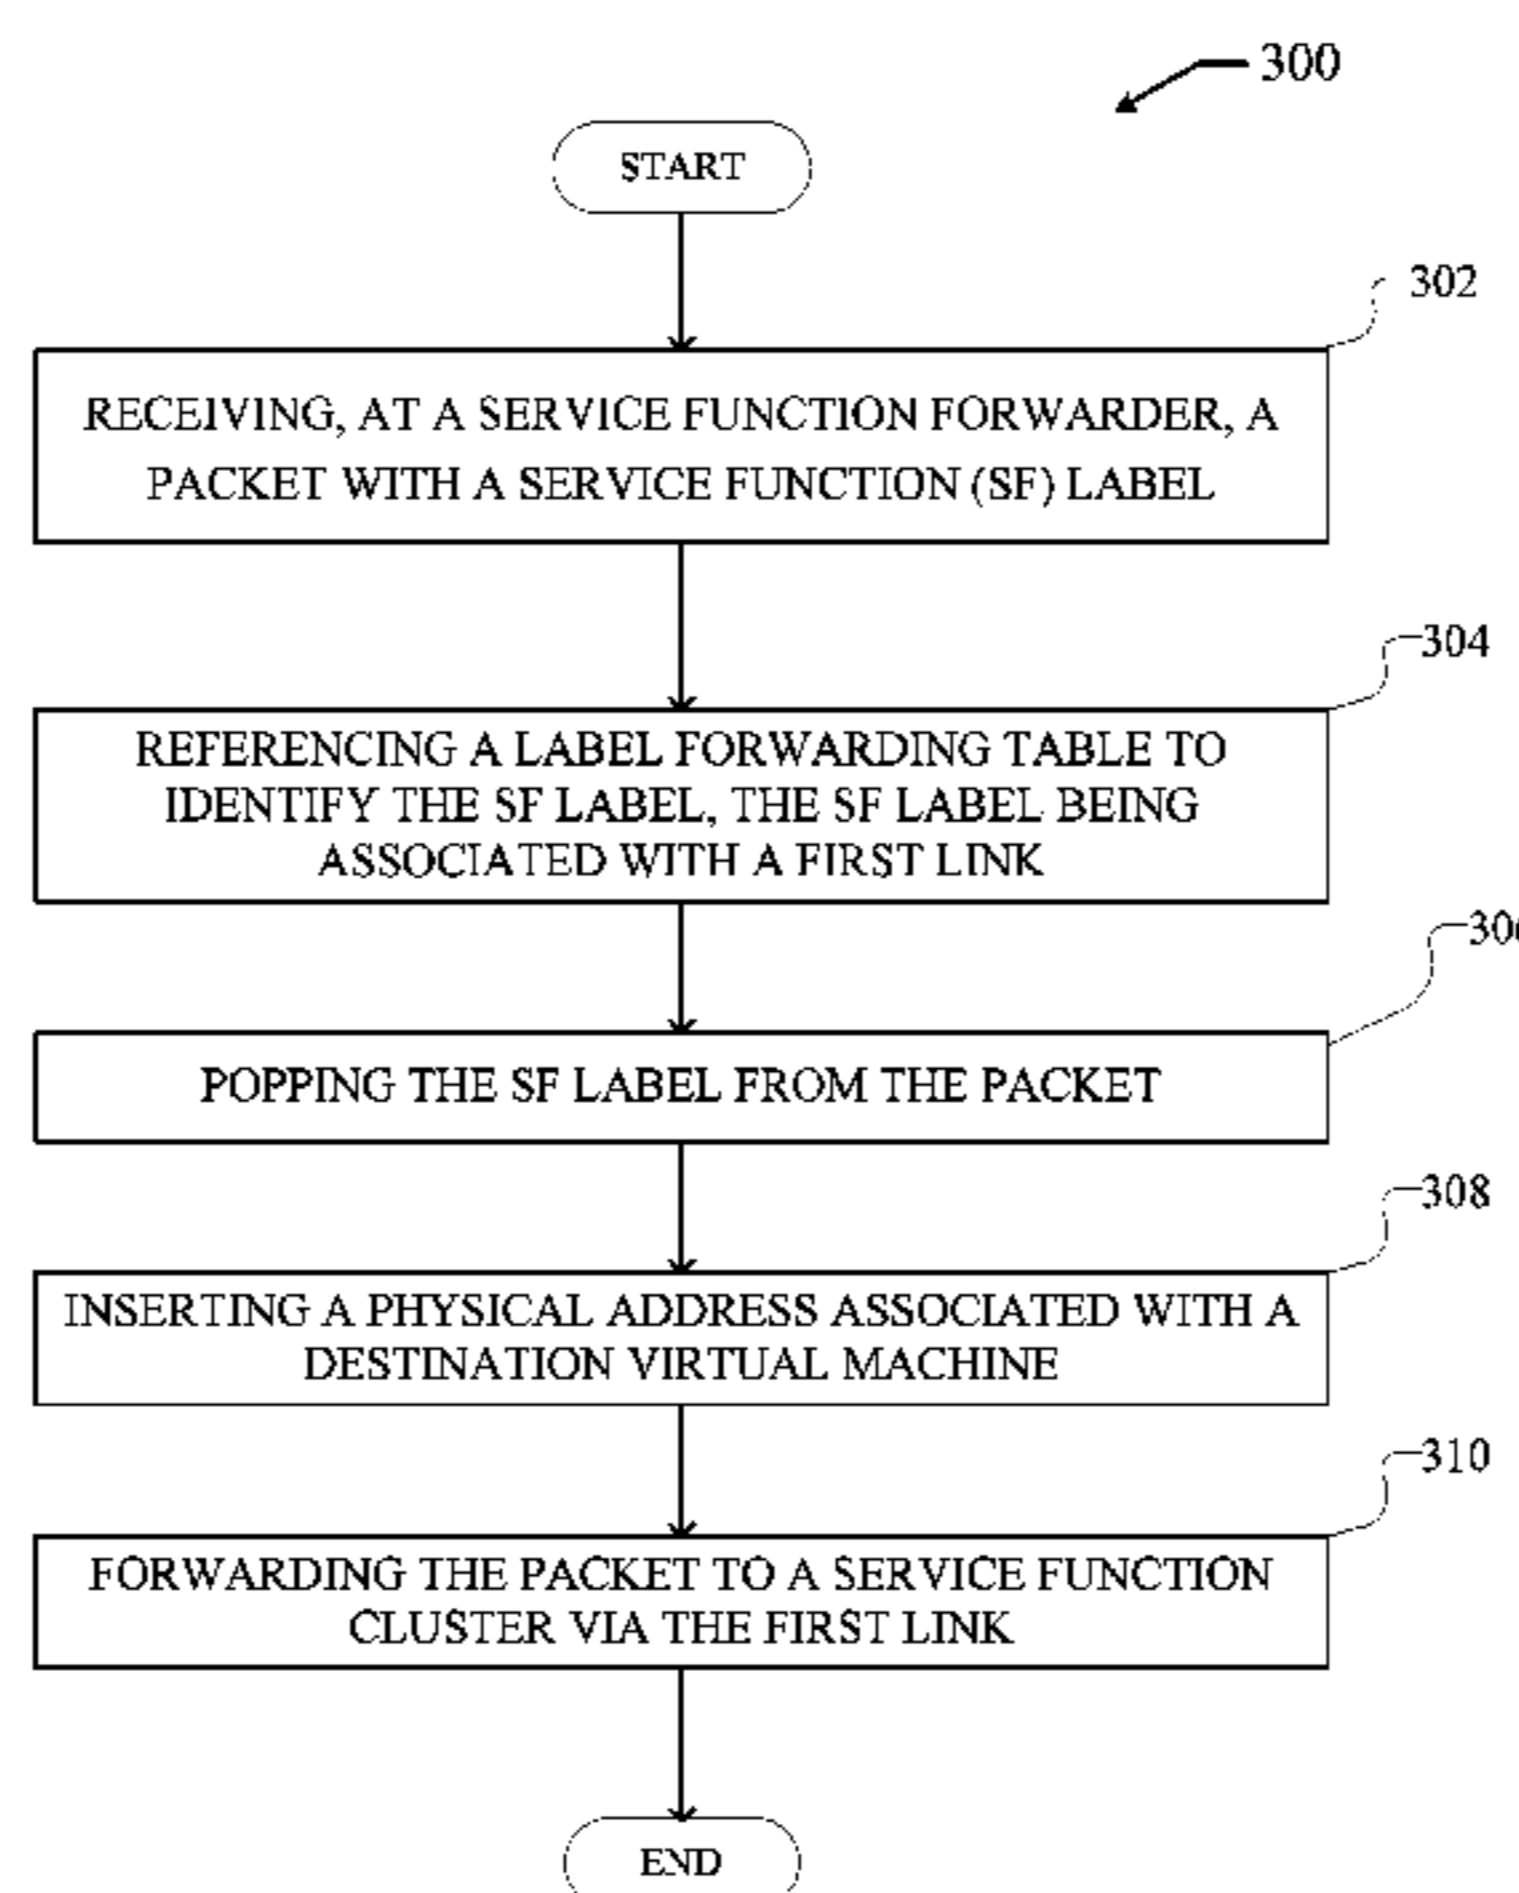 300
START
302
RECEIVING, AT A SERVICE FUNCTION FORWARDER, A
PACKET WITH A SERVICE FUNCTION (SF) LABEL
304
REFERENCING A LABEL FORWARDING TABLE TO
IDENTIFY THE SF LABEL, THE SF LABEL BEING
ASSOCIATED WITH A FIRST LINK
POPPING THE SF LABEL FROM THE PACKET
308
INSERTING A PHYSICAL ADDRESS ASSOCIATED WITH A
DESTINATION VIRTUAL MACHINE
310
FORWARDING THE PACKET TO A SERVICE FUNCTION
CLUSTER VIA THE FIRST LINK
END